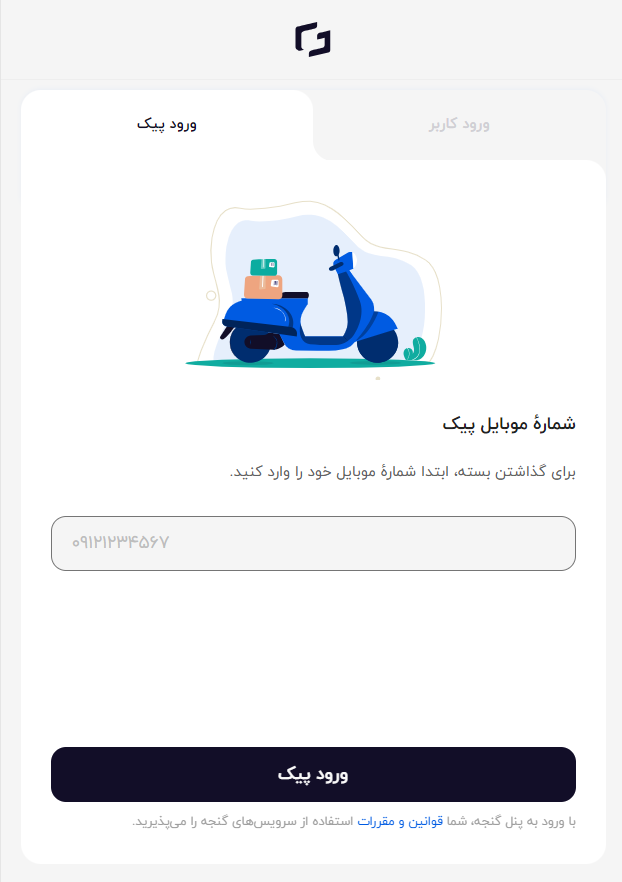 ورود کاربر
ورود پیک
شمارهٔ موبایل پیک
برای گذاشتن بسته، ابتدا شمارهٔ موبایل خود را وارد کنید.
۰۹۱۲۱۲۳۴۵۶۷
ورود پیک
با ورود به پنل گنجه، شما قوانین و مقررات استفاده از سرویس‌های گنجه را می‌پذیرید.